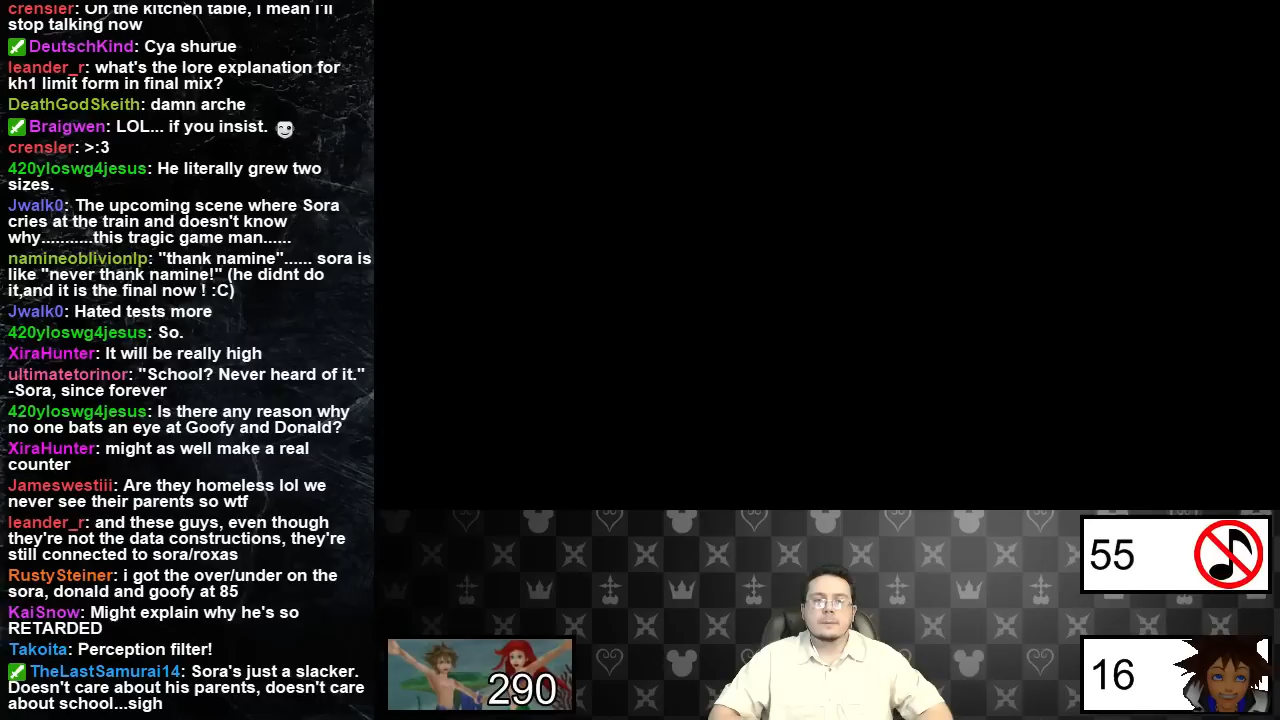 crensler: On the kitchen table, i mean i'll
stop talking now
DeutschKind: Cya shurue
leander_r: what's the lore explanation for
kh1 limit form in final mix?
DeathGodSkeith: damn arche
Braigwen: LOL... if you insist.
crensler: >:3
420yloswg4jesus: He literally grew two
sizes.
Jwalk0: The upcoming scene where Sora
cries at the train and doesn't know
why...........this tragic game man......
namineoblivionlp: "thank namine"...... sora is
like "never thank namine!" (he didnt do
it,and it is the final now ! :C)
Jwalk0: Hated tests more
420yloswg4jesus: So.
XiraHunter: It will be really high
ultimatetorinor: "School? Never heard of it."
-Sora, since forever
420yloswg4jesus: Is there any reason why
no one bats an eye at Goofy and Donald?
XiraHunter: might as well make a real
counter
Jameswestiii: Are they homeless lol we
never see their parents so wtf
leander_r: and these guys, even though
they're not the data constructions, they're
still connected to sora/roxas
RustySteiner: i got the over/under on the
sora, donald and goofy at 85
KaiSnow: Might explain why he's so
RETARDED
Takoita: Perception filter!
TheLastSamurai14: Sora's just a slacker.
Doesn't care about his parents, doesn't care
about school...sigh
55
290
16